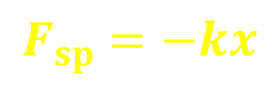 F_sp = −kx